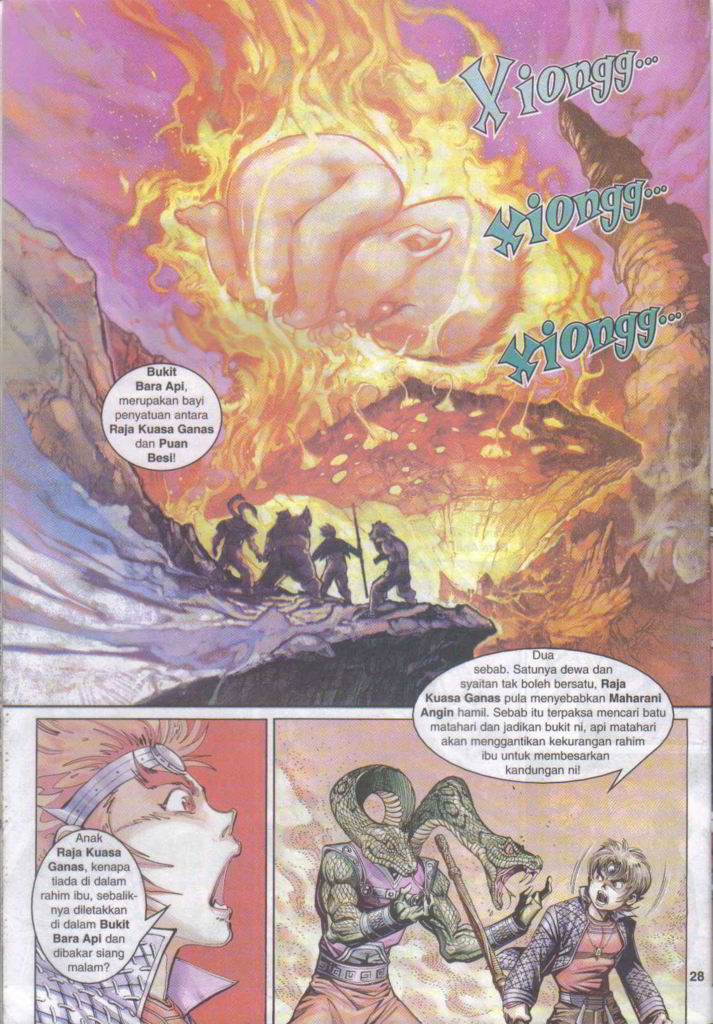 Xiongg...
Xiongg...
Xiongg...
Bukit
Bara Api,
merupakan bayi
penyatuan antara
Raja Kuasa Ganas
dan Puan
Besi!
Dua
sebab. Satunya dewa dan
syaitan tak boleh bersatu, Raja
Kuasa Ganas pula menyebabkan Maharani
Angin hamil. Sebab itu terpaksa mencari batu
matahari dan jadikan bukit ni, api matahari
akan menggantikan kekurangan rahim
ibu untuk membesarkan
kandungan ni!
Anak
Raja Kuasa
Ganas, kenapa
tiada di dalam
rahim ibu, sebalik-
nya diletakkan
di dalam Bukit
Bara Api dan
dibakar siang
malam?
28